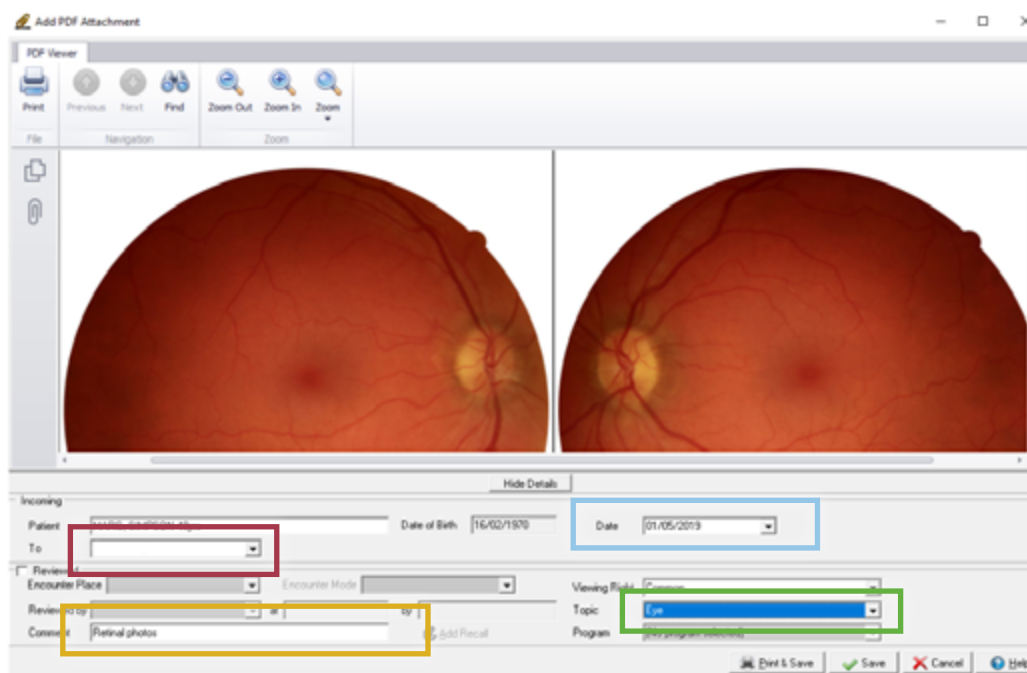 Add PDF Attachment
PDF Viewer
Print Previous Next Find Zoom Out Zoom In Zoom
File Navigation Zoom
Hide Details
Incoming
Patient Date of Birth 16/02/1970 Date 01/05/2019
To
Reviewed
Encounter Place Encounter Mode Viewing Right Common
Reviewed by at by Topic Eye
Comment Retinal photos Add Recall Program (No program selected)
Print & Save Save Cancel Help